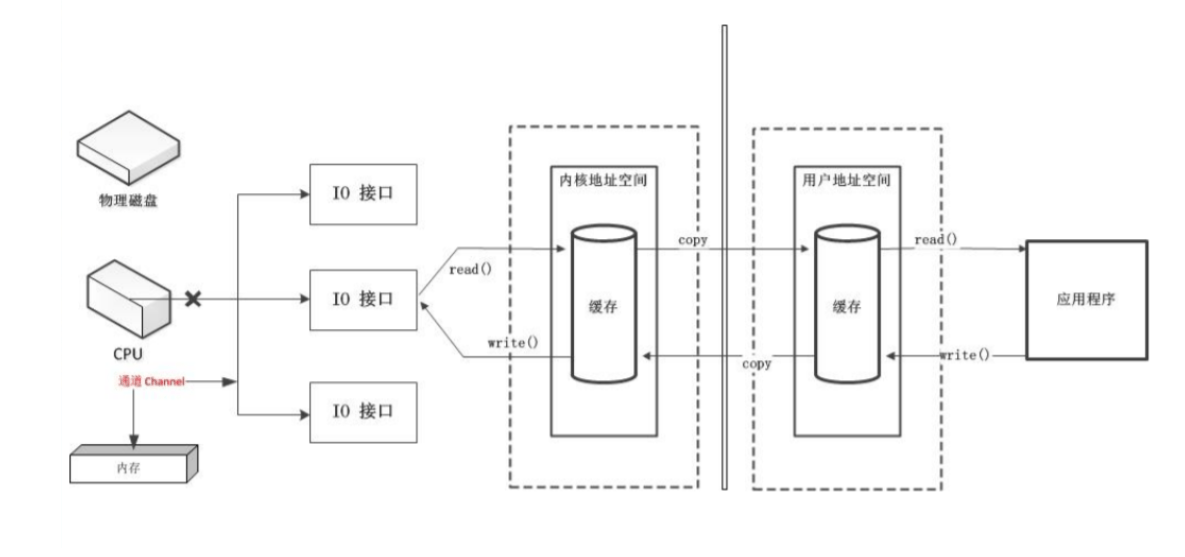 物理磁盘
CPU
通道 Channel
内存
IO 接口
IO 接口
IO 接口
read()
write()
内核地址空间
缓存
copy
copy
用户地址空间
缓存
read()
write()
应用程序